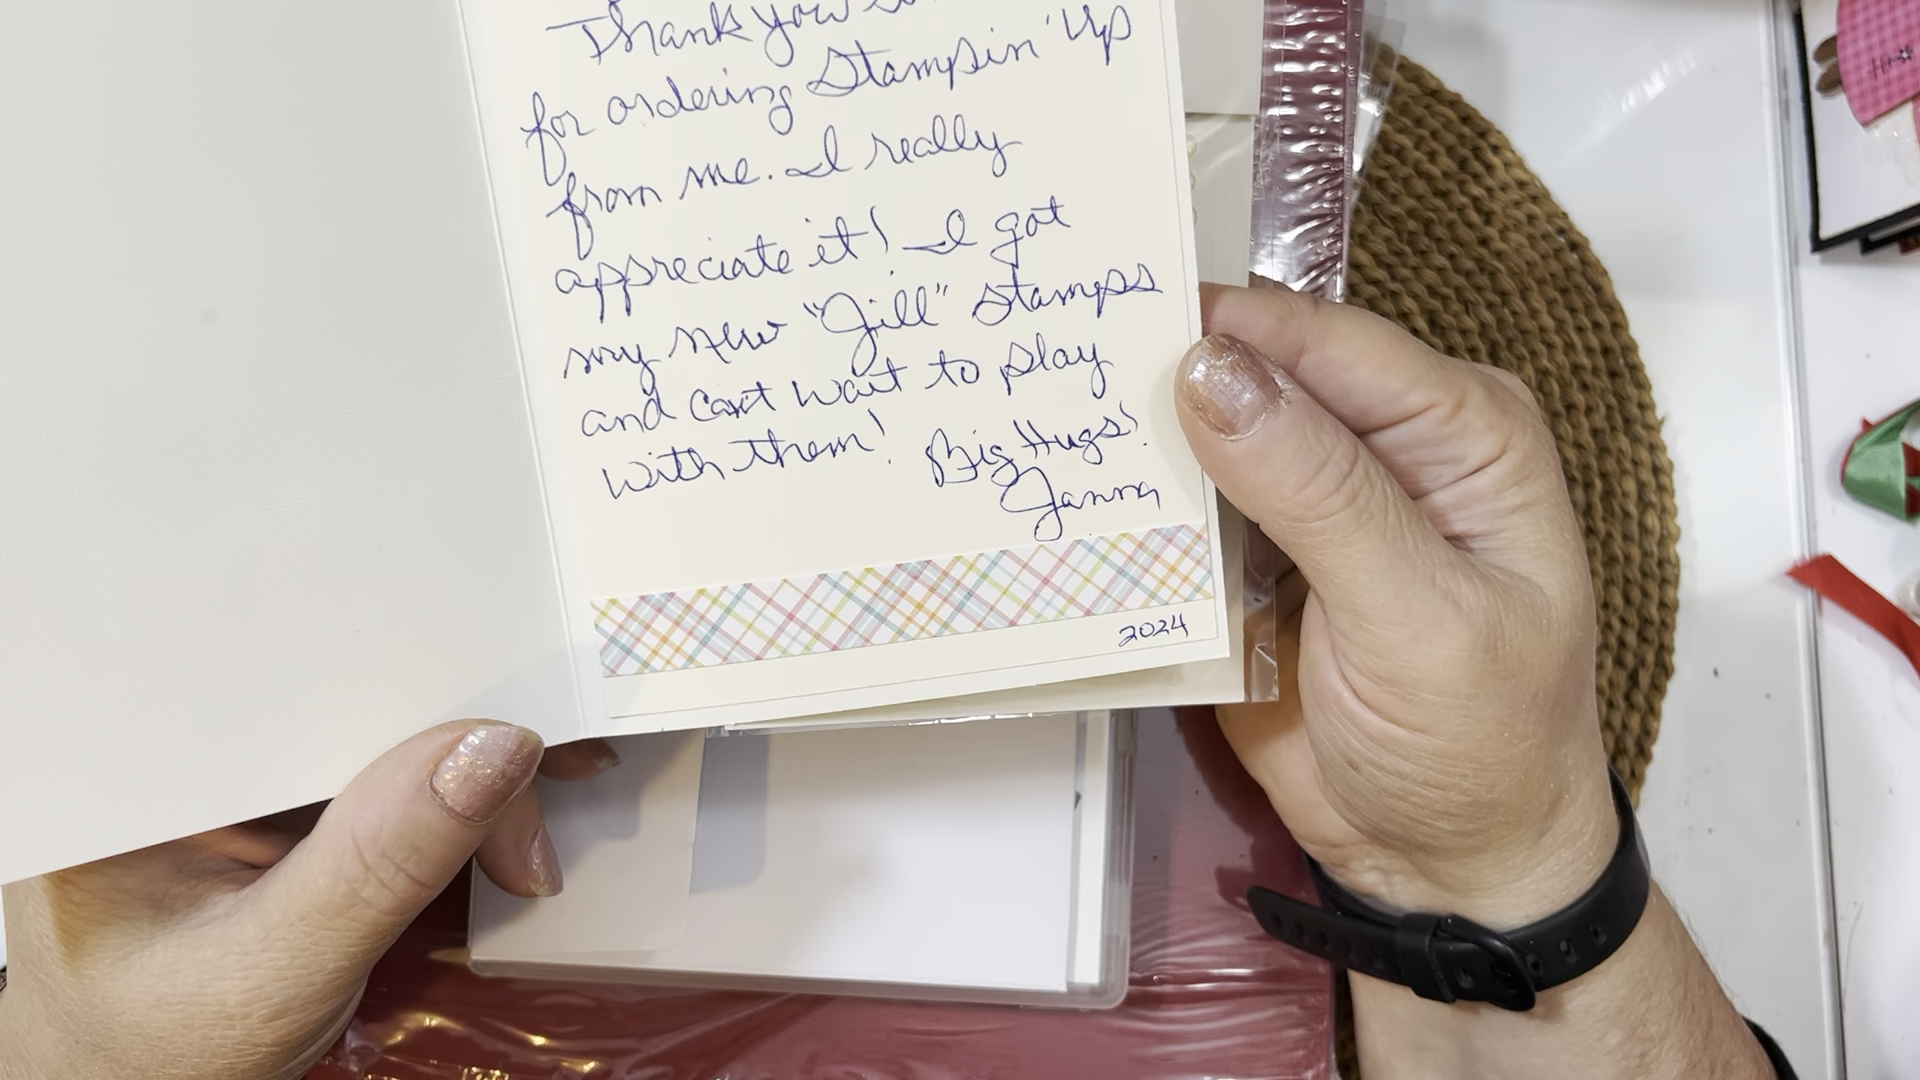 Thank you
for ordering Stampin' Up
from me. I really
appreciate it! I got
my new "Jill" stamps
and can't wait to play
with them! Big Hugs!
Janna
2024